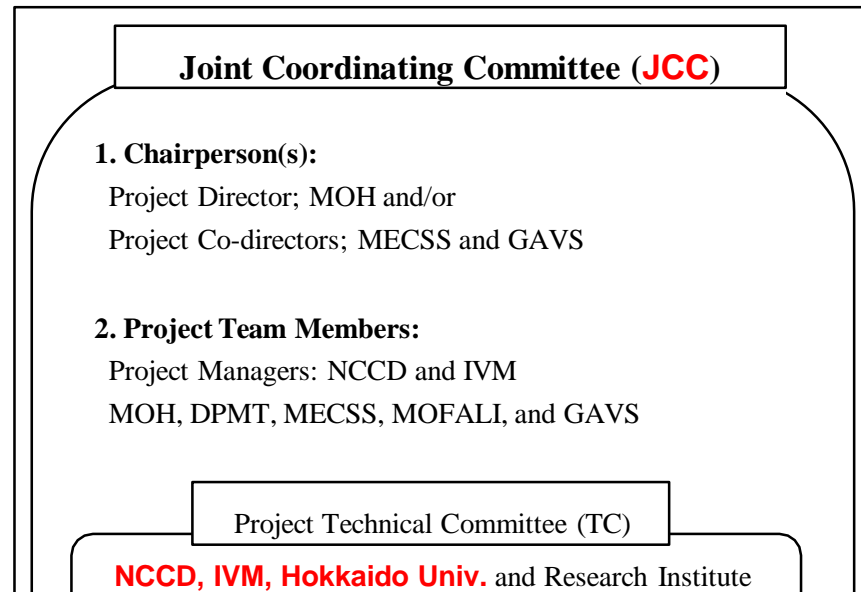 Joint Coordinating Committee (JCC)
1. Chairperson(s):
Project Director; MOH and/or
Project Co-directors; MECSS and GAVS
2. Project Team Members:
Project Managers: NCCD and IVM
MOH, DPMT, MECSS, MOFALI, and GAVS
Project Technical Committee (TC)
NCCD, IVM, Hokkaido Univ. and Research Institute